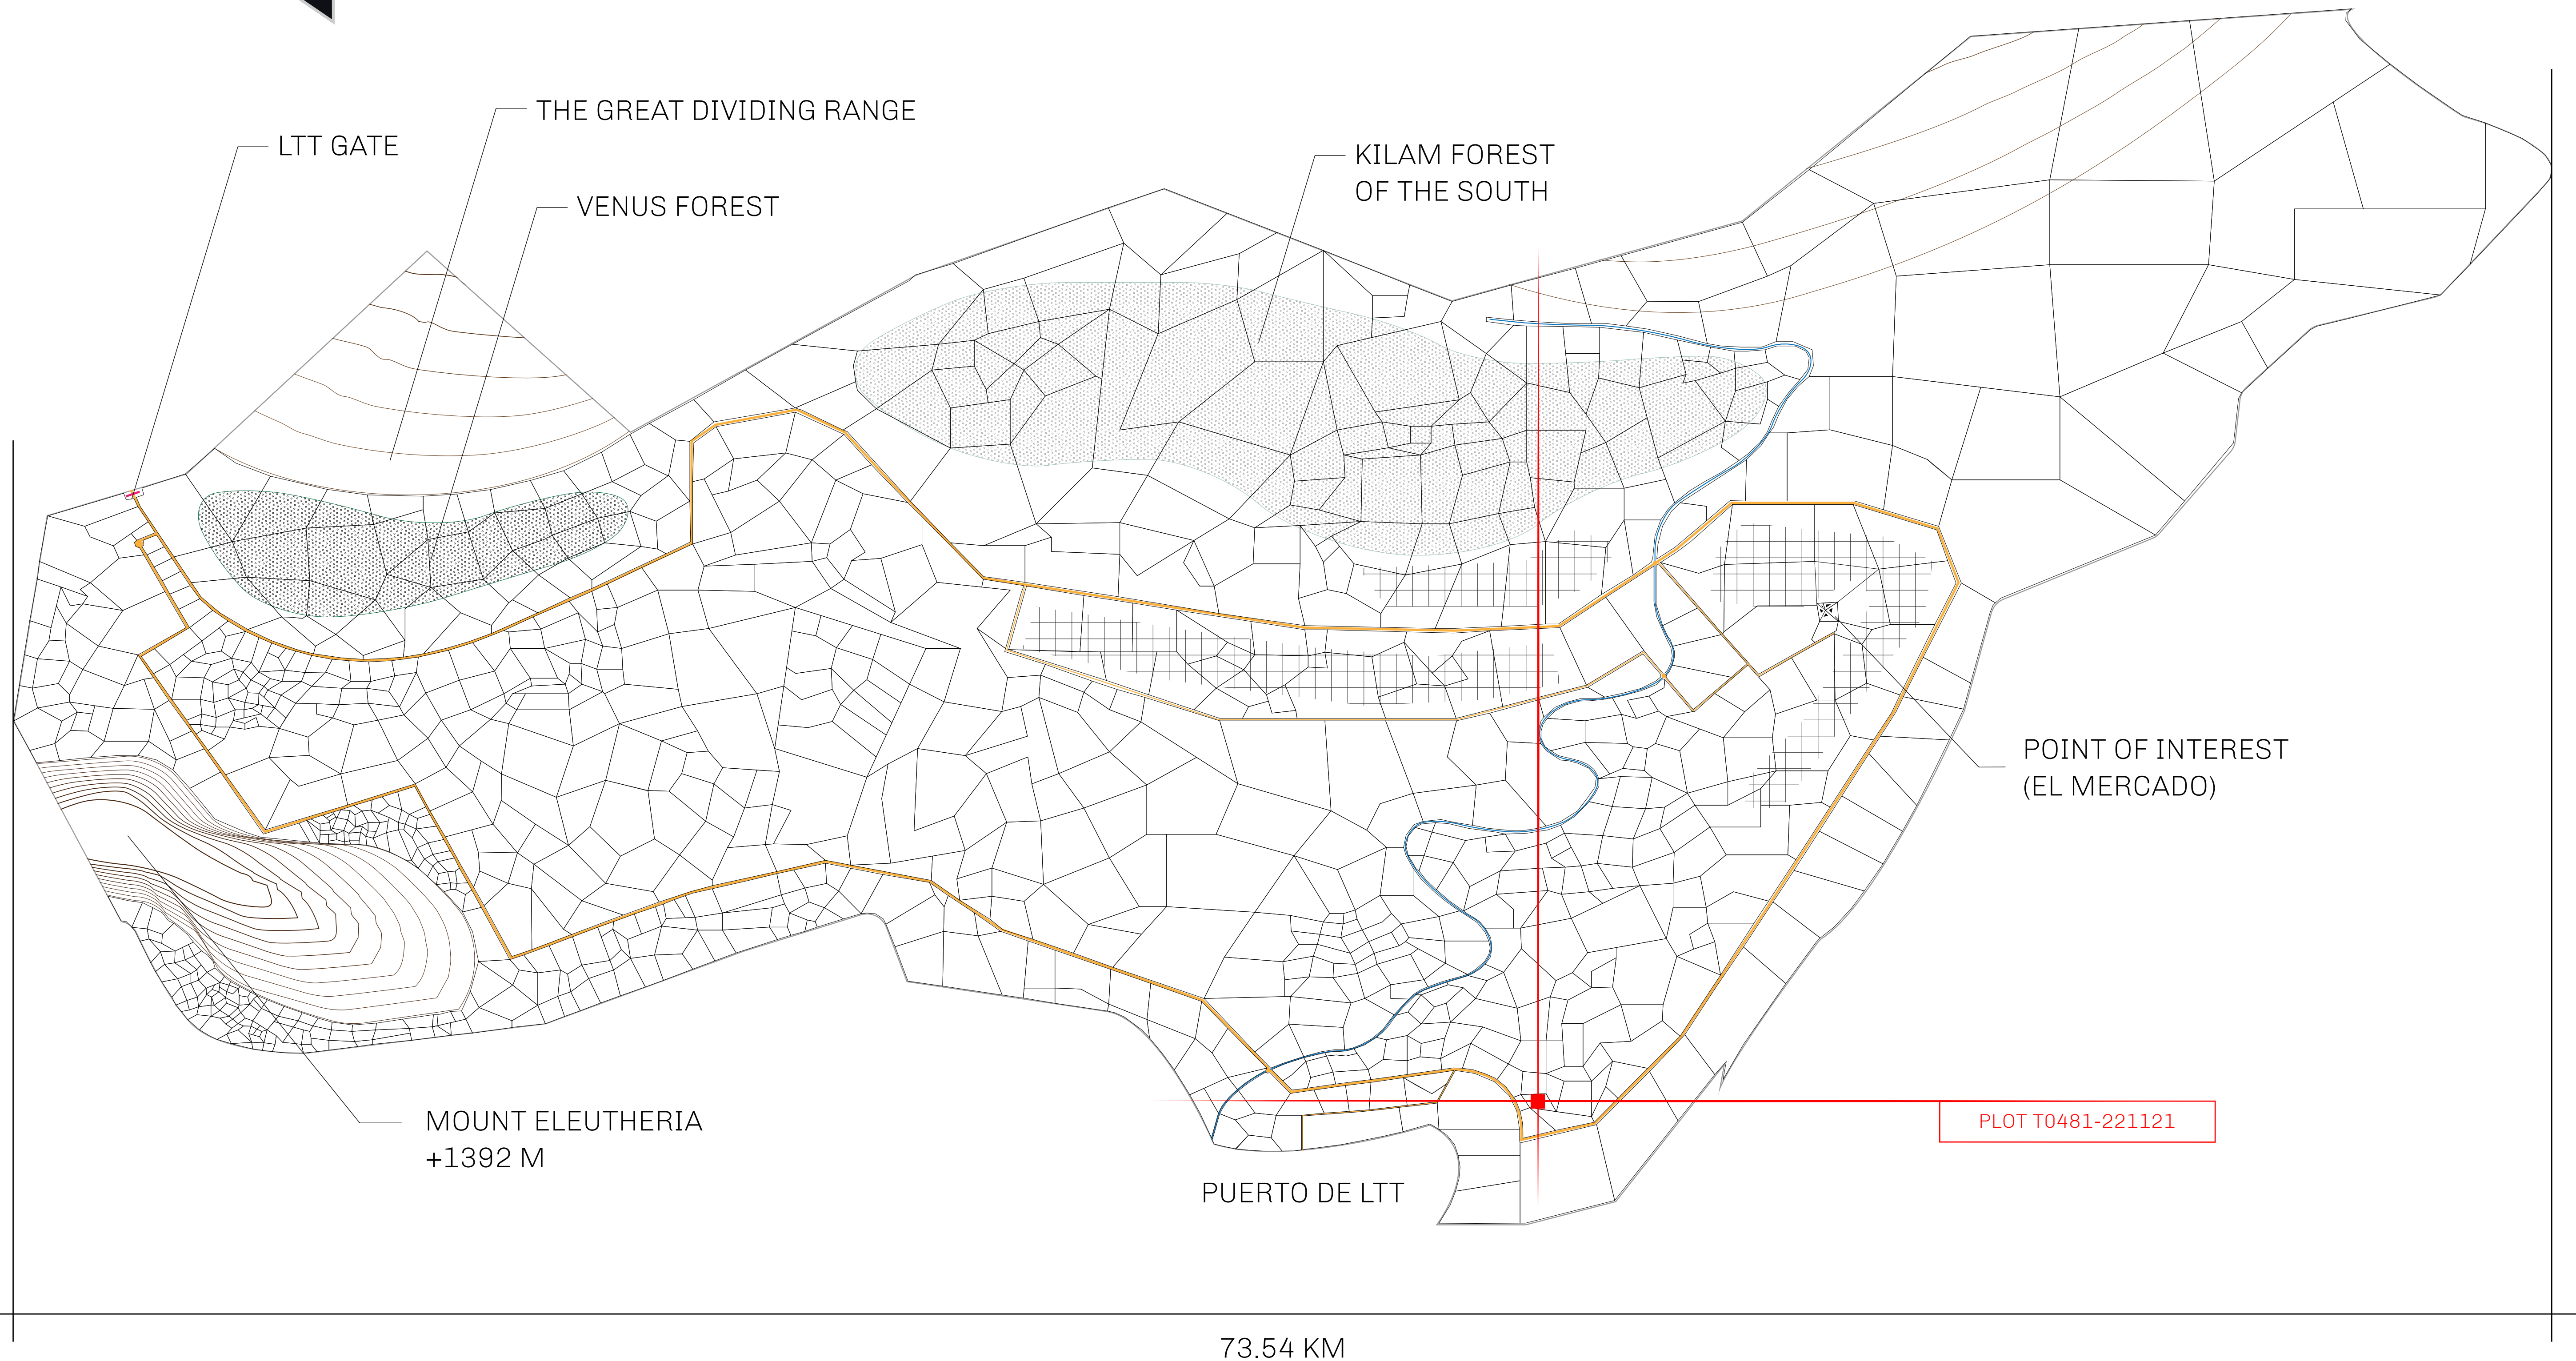 THE GREAT DIVIDING RANGE
LTT GATE
KILAM FOREST
OF THE SOUTH
VENUS FOREST
POINT OF INTEREST
(EL MERCADO)
MOUNT ELEUTHERIA
+1392 M
PLOT T0481-221121
PUERTO DE LTT
73.54 KM